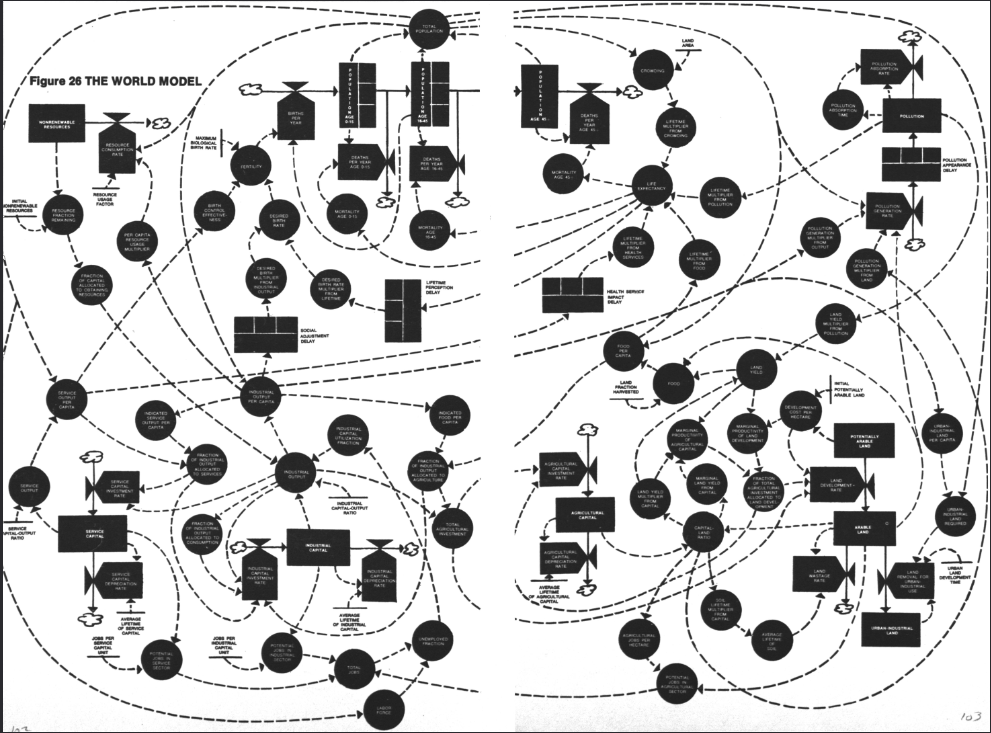 Figure 26 THE WORLD MODEL
NONRENEWABLE
RESOURCES
RESOURCE
CONSUMPTION
RATE
RESOURCE
USAGE
FACTOR
INITIAL
NONRENEWABLE
RESOURCES
RESOURCE
FRACTION
REMAINING
PER CAPITA
RESOURCE
USAGE
MULTIPLIER
FRACTION
OF CAPITAL
ALLOCATED TO
OBTAINING
RESOURCES
TOTAL
POPULATION
BIRTHS
PER
YEAR
POPULATION
AGE
0-15
POPULATION
AGE
16-45
MAXIMUM
BIOLOGICAL
BIRTH RATE
FERTILITY
DEATHS
PER YEAR
AGE 0-15
DEATHS
PER YEAR
AGE 16-45
BIRTH
CONTROL
EFFECTIVE-
NESS
DESIRED
BIRTH
RATE
MORTALITY
AGE 0-15
MORTALITY
AGE
16-45
DESIRED
BIRTH
MULTIPLIER
FROM
INDUSTRIAL
OUTPUT
DESIRED
BIRTH RATE
MULTIPLIER
FROM
LIFETIME
LIFETIME
PERCEPTION
DELAY
SOCIAL
ADJUSTMENT
DELAY
SERVICE
OUTPUT
PER
CAPITA
INDUSTRIAL
OUTPUT
PER CAPITA
INDICATED
SERVICE
OUTPUT PER
CAPITA
INDUSTRIAL
CAPITAL
UTILIZATION
FRACTION
INDICATED
FOOD PER
CAPITA
FRACTION
OF INDUSTRIAL
OUTPUT
ALLOCATED
TO SERVICES
INDUSTRIAL
OUTPUT
FRACTION
OF INDUSTRIAL
OUTPUT
ALLOCATED TO
AGRICULTURE
SERVICE
OUTPUT
SERVICE
CAPITAL
INVESTMENT
RATE
INDUSTRIAL
CAPITAL-OUTPUT
RATIO
SERVICE
CAPITAL-OUTPUT
RATIO
SERVICE
CAPITAL
FRACTION
OF INDUSTRIAL
OUTPUT
ALLOCATED TO
CONSUMPTION
INDUSTRIAL
CAPITAL
TOTAL
AGRICULTURAL
INVESTMENT
SERVICE
CAPITAL
DEPRECIATION
RATE
INDUSTRIAL
CAPITAL
INVESTMENT
RATE
INDUSTRIAL
CAPITAL
DEPRECIATION
RATE
AVERAGE
LIFETIME
OF SERVICE
CAPITAL
AVERAGE
LIFETIME
OF INDUSTRIAL
CAPITAL
JOBS PER
SERVICE
CAPITAL
UNIT
POTENTIAL
JOBS IN
SERVICE
SECTOR
JOBS PER
INDUSTRIAL
CAPITAL
UNIT
POTENTIAL
JOBS IN
INDUSTRIAL
SECTOR
TOTAL
JOBS
UNEMPLOYED
FRACTION
LABOR
FORCE
102
POPULATION
AGE 45+
DEATHS
PER
YEAR
AGE 45+
LAND
AREA
CROWDING
LIFETIME
MULTIPLIER
FROM
CROWDING
MORTALITY
AGE 45+
LIFE
EXPECTANCY
LIFETIME
MULTIPLIER
FROM
POLLUTION
LIFETIME
MULTIPLIER
FROM
HEALTH
SERVICES
LIFETIME
MULTIPLIER
FROM
FOOD
HEALTH SERVICE
IMPACT
DELAY
POLLUTION
ABSORPTION
RATE
POLLUTION
ABSORPTION
TIME
POLLUTION
POLLUTION
APPEARANCE
DELAY
POLLUTION
GENERATION
RATE
POLLUTION
GENERATION
MULTIPLIER
FROM
OUTPUT
POLLUTION
GENERATION
MULTIPLIER
FROM
LAND
LAND
YIELD
MULTIPLIER
FROM
POLLUTION
FOOD
PER
CAPITA
FOOD
LAND
FRACTION
HARVESTED
LAND
YIELD
INITIAL
POTENTIALLY
ARABLE LAND
DEVELOPMENT
COST PER
HECTARE
POTENTIALLY
ARABLE
LAND
URBAN-
INDUSTRIAL
LAND
PER CAPITA
MARGINAL
PRODUCTIVITY
OF
AGRICULTURAL
CAPITAL
MARGINAL
PRODUCTIVITY
OF LAND
DEVELOPMENT
AGRICULTURAL
CAPITAL
INVESTMENT
RATE
LAND YIELD
MULTIPLIER
FROM
CAPITAL
MARGINAL
LAND YIELD
FROM
CAPITAL
FRACTION
OF TOTAL
AGRICULTURAL
INVESTMENT
ALLOCATED TO
LAND DEVEL-
OPMENT
LAND
DEVELOPMENT
RATE
AGRICULTURAL
CAPITAL
CAPITAL-
LAND
RATIO
ARABLE
LAND
URBAN-
INDUSTRIAL
LAND
REQUIRED
AGRICULTURAL
CAPITAL
DEPRECIATION
RATE
AVERAGE
LIFETIME
OF AGRICULTURAL
CAPITAL
LAND
WASTAGE
RATE
LAND
REMOVAL FOR
URBAN-
INDUSTRIAL
USE
URBAN
LAND
DEVELOPMENT
TIME
SOIL
LIFETIME
MULTIPLIER
FROM
CAPITAL
AVERAGE
LIFETIME
OF
SOIL
URBAN-INDUSTRIAL
LAND
AGRICULTURAL
JOBS PER
HECTARE
POTENTIAL
JOBS IN
AGRICULTURAL
SECTOR
103